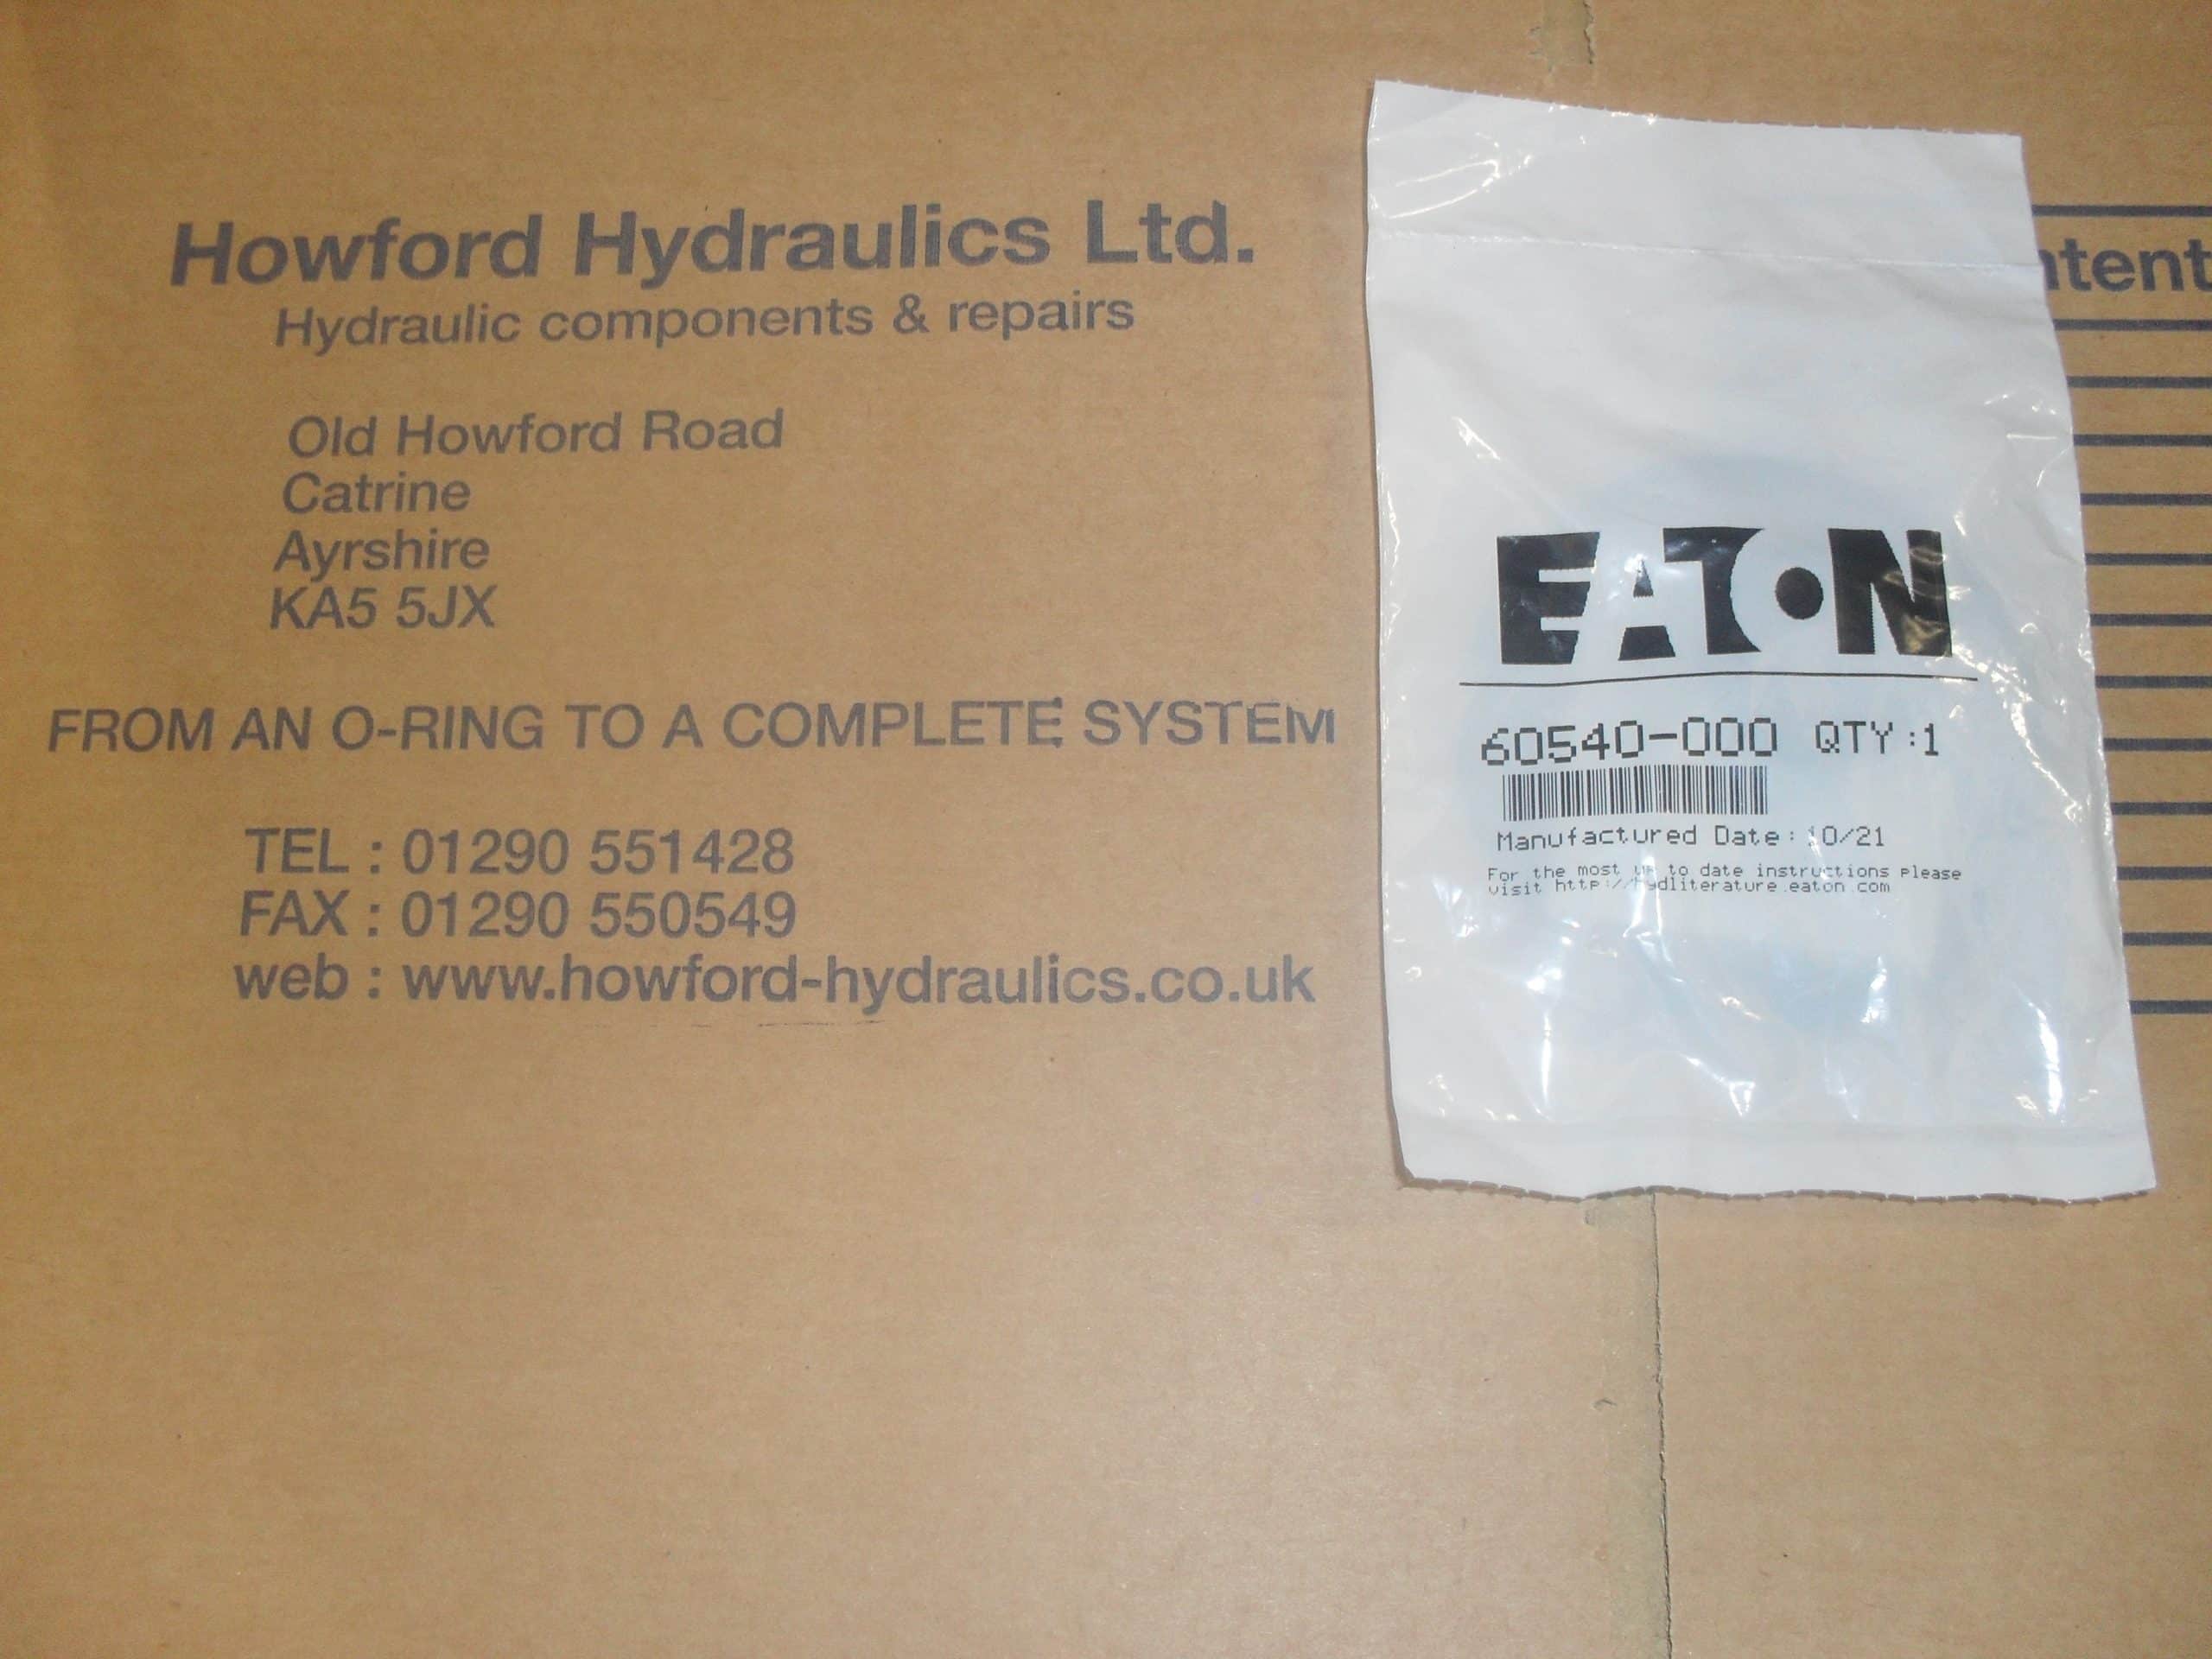 Howford Hydraulics Ltd.
Hydraulic components & repairs
Old Howford Road
Catrine
Ayrshire
KA5 5JX
FROM AN O-RING TO A COMPLETE SYSTEM
TEL : 01290 551428
FAX : 01290 550549
web : www.howford-hydraulics.co.uk
EATON
60540-000 QTY :1
Manufactured Date: 10/21
For the most up to date instructions please
visit http://hydliterature.eaton.com